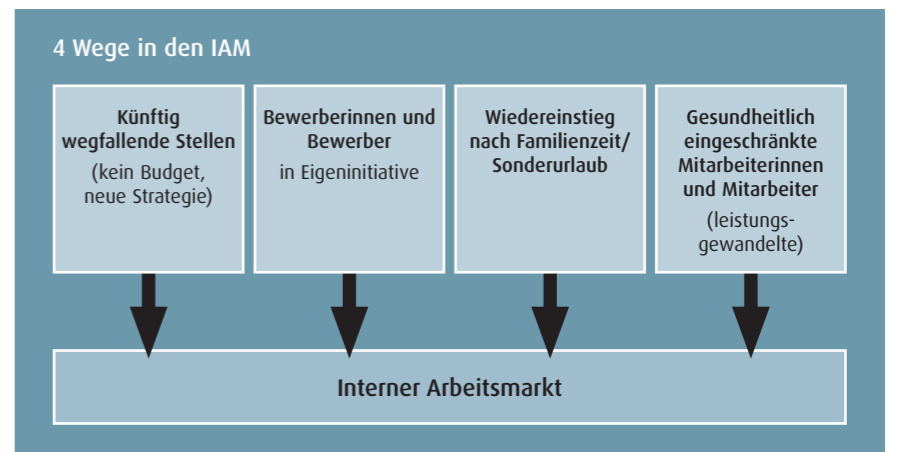 4 Wege in den IAM
Künftig
wegfallende Stellen
(kein Budget,
neue Strategie)
Bewerberinnen und
Bewerber
in Eigeninitiative
Wiedereinstieg
nach Familienzeit/
Sonderurlaub
Gesundheitlich
eingeschränkte
Mitarbeiterinnen
und Mitarbeiter
(leistungs-
gewandelte)
Interner Arbeitsmarkt